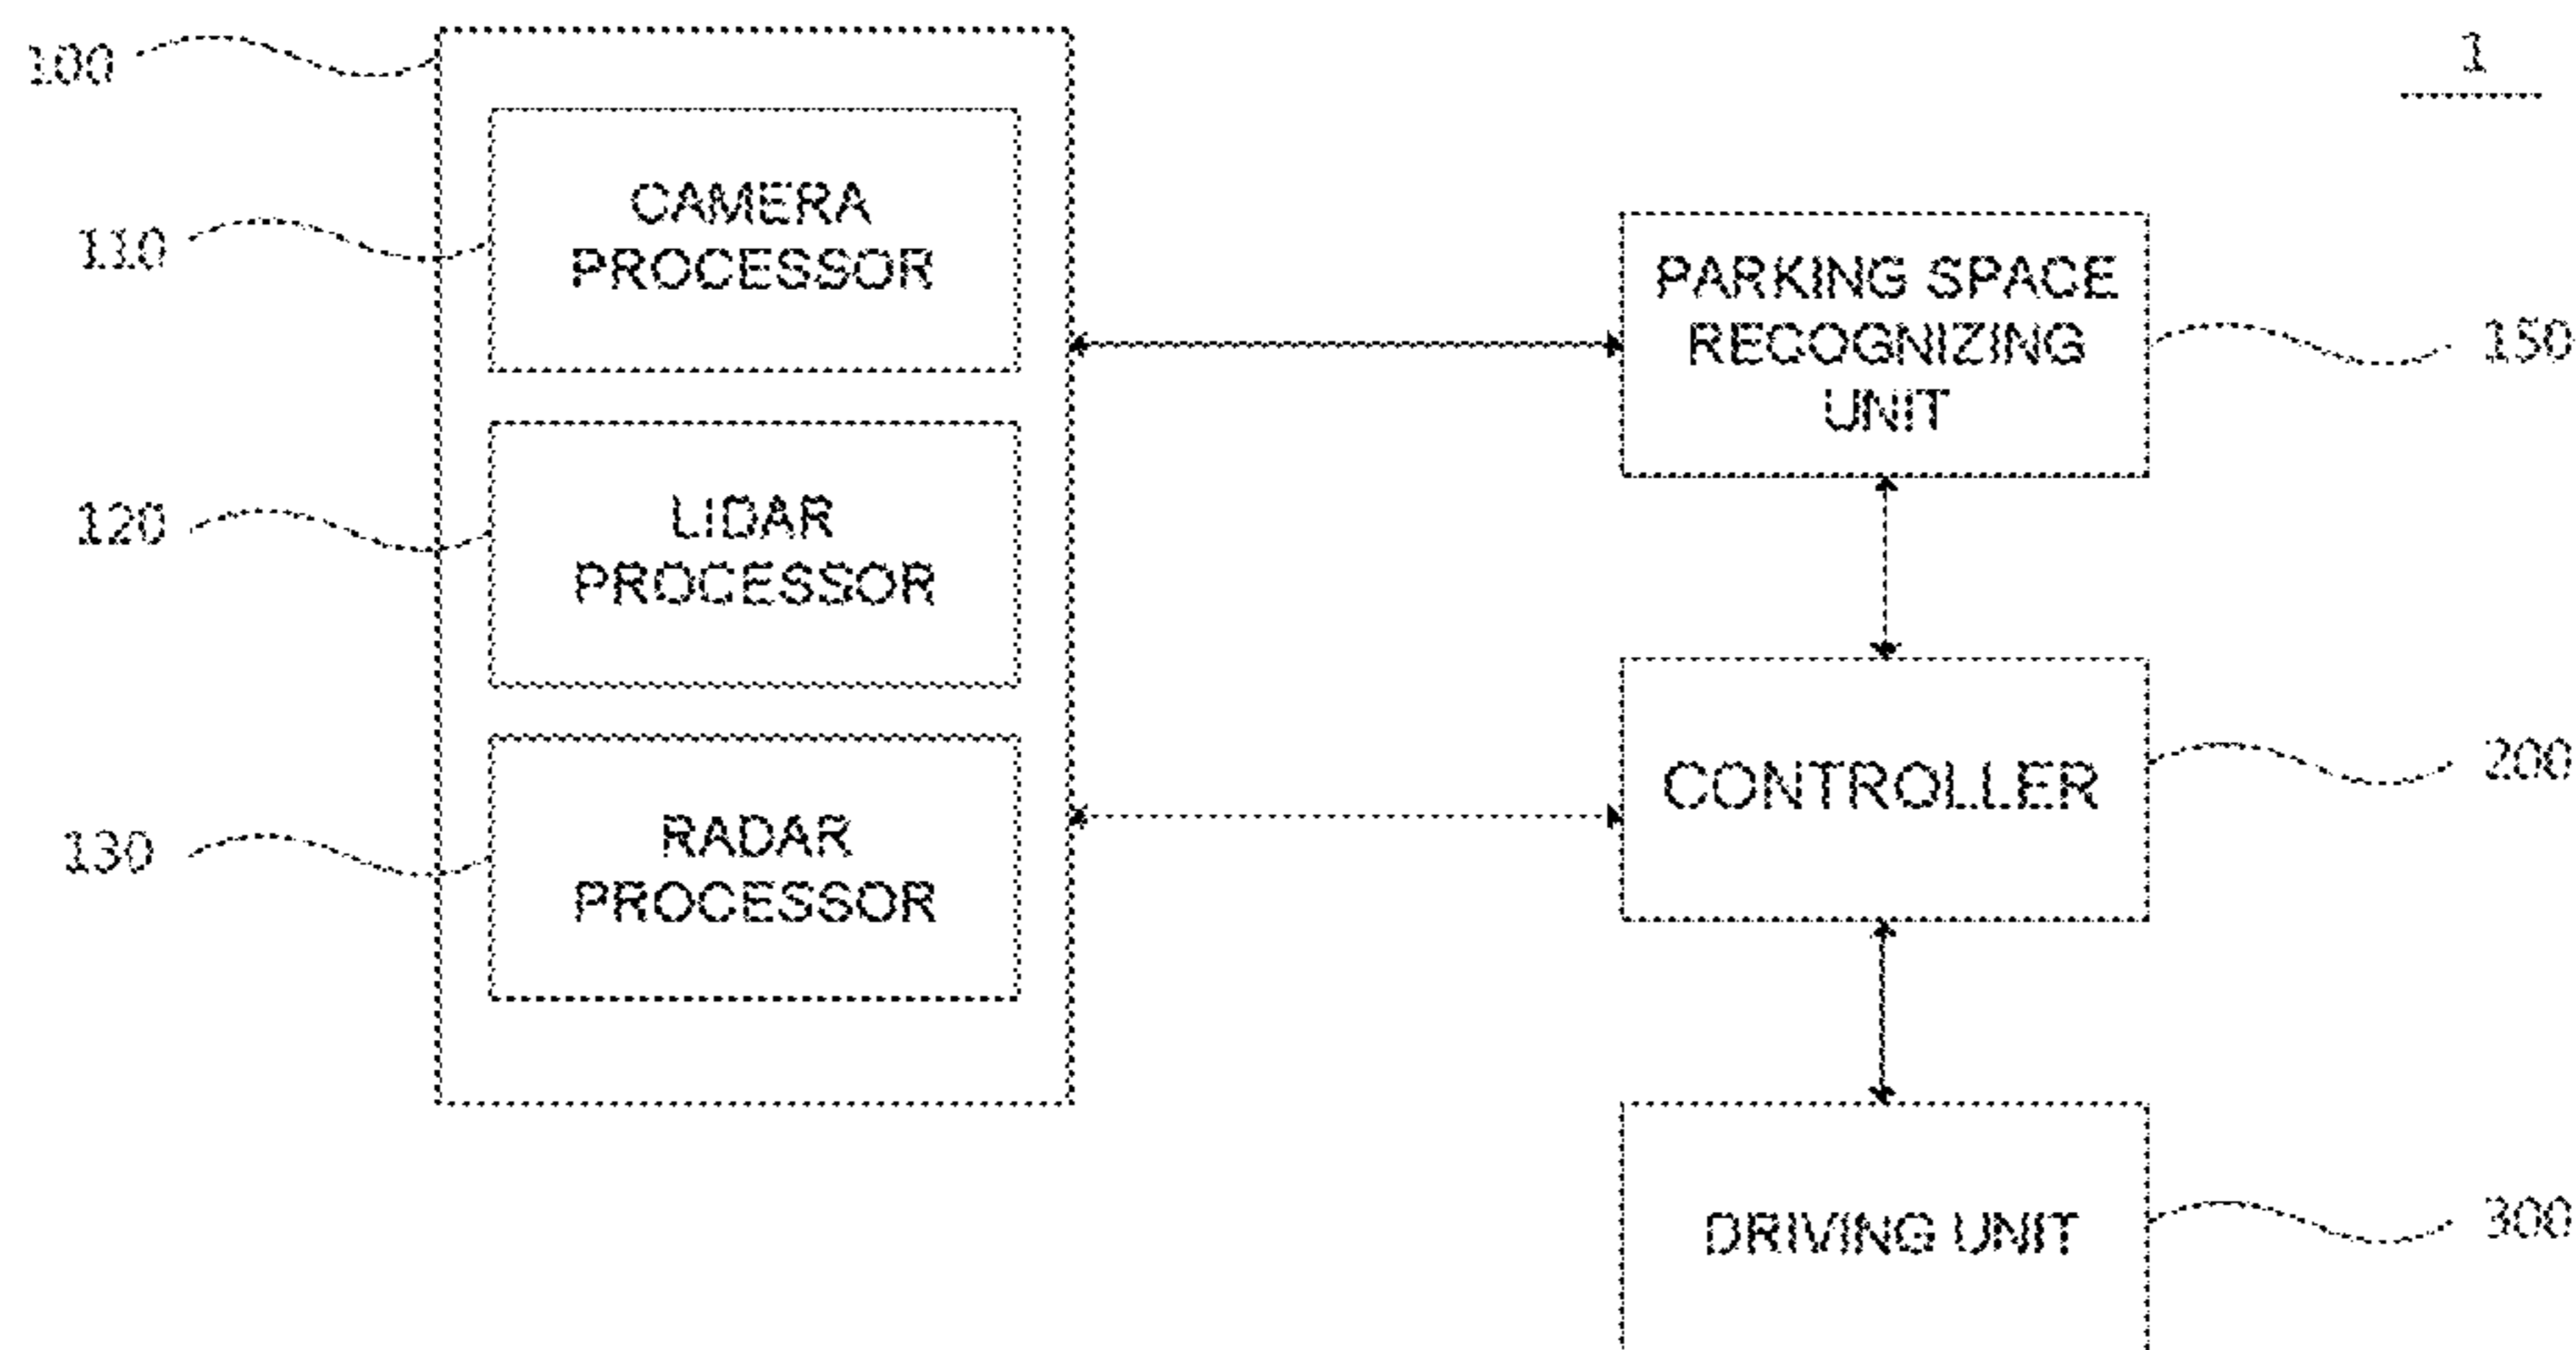 100
1
110
CAMERA
PROCESSOR
PARKING SPACE
RECOGNIZING
UNIT
150
120
LIDAR
PROCESSOR
130
RADAR
PROCESSOR
CONTROLLER
200
DRIVING UNIT
300